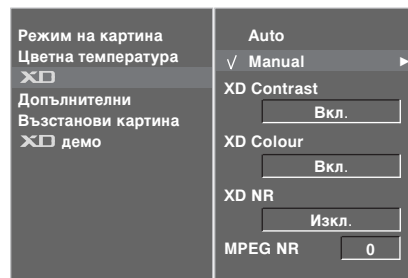 Режим на картина
Цветна температура
XD
Допълнителни
Възстанови картина
XD демо
Auto
√ Manual ►
XD Contrast
Вкл.
XD Colour
Вкл.
XD NR
Изкл.
MPEG NR 0